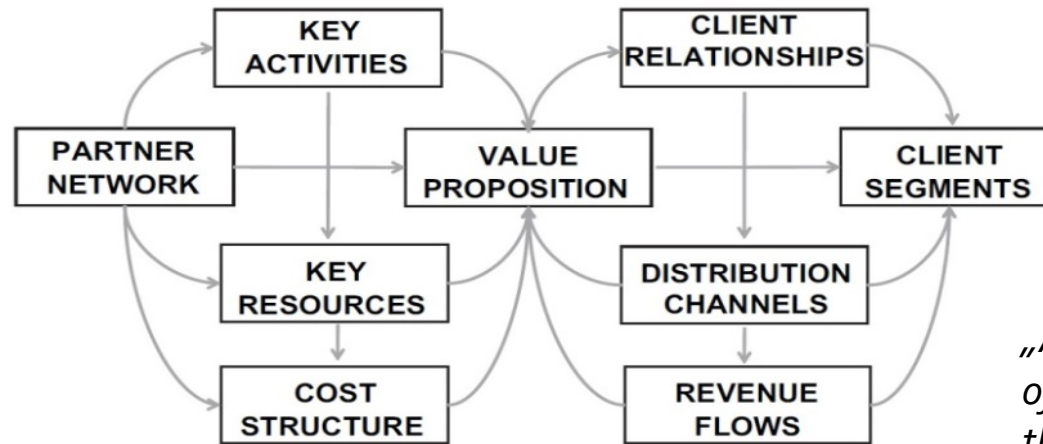 KEY
ACTIVITIES
CLIENT
RELATIONSHIPS
PARTNER
NETWORK
VALUE
PROPOSITION
CLIENT
SEGMENTS
KEY
RESOURCES
DISTRIBUTION
CHANNELS
COST
STRUCTURE
REVENUE
FLOWS